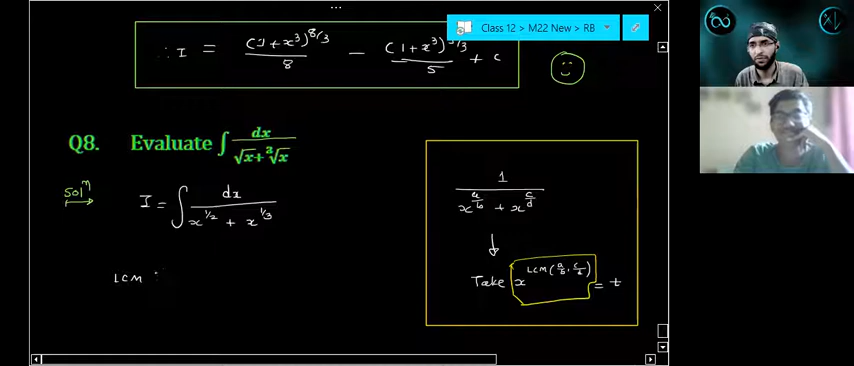 ...
Class 12 > M22 New > RB
∴ I = (1+x³)^8/3 / 8 − (1+x³)^5/3 / 5 + c
Q8. Evaluate ∫ dx / √x+²√x
Solⁿ
I = ∫ dx / x^1/2 + x^1/3
LCM :
1 / x^a/b + x^c/d
Take x^LCM(a/b, c/d) = t